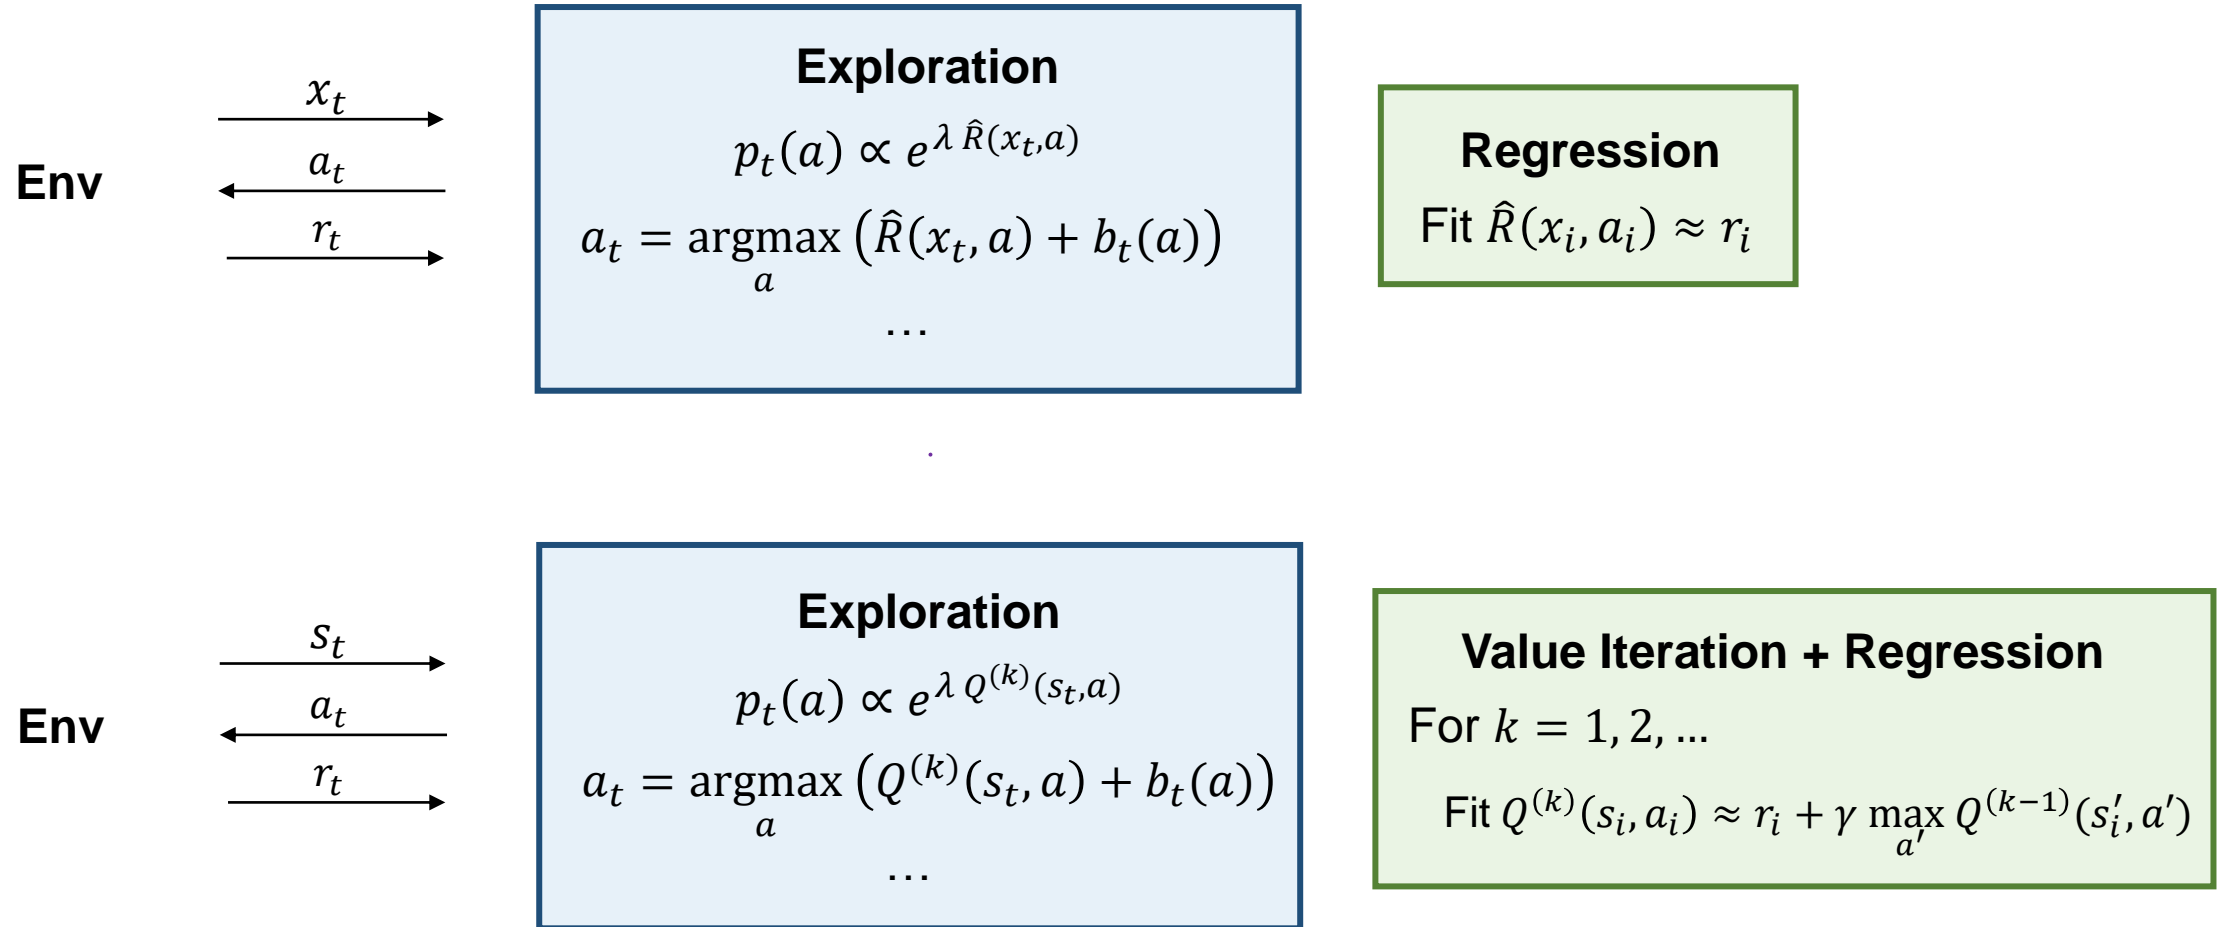 Env
x_t
a_t
r_t
Exploration
p_t(a) ∝ e^{λ R̂(x_t,a)}
a_t = argmax_a (R̂(x_t, a) + b_t(a))
…
Regression
Fit R̂(x_i, a_i) ≈ r_i
Env
s_t
a_t
r_t
Exploration
p_t(a) ∝ e^{λ Q^{(k)}(s_t,a)}
a_t = argmax_a (Q^{(k)}(s_t, a) + b_t(a))
…
Value Iteration + Regression
For k = 1, 2, …
Fit Q^{(k)}(s_i, a_i) ≈ r_i + γ max_{a′} Q^{(k−1)}(s_i′, a′)